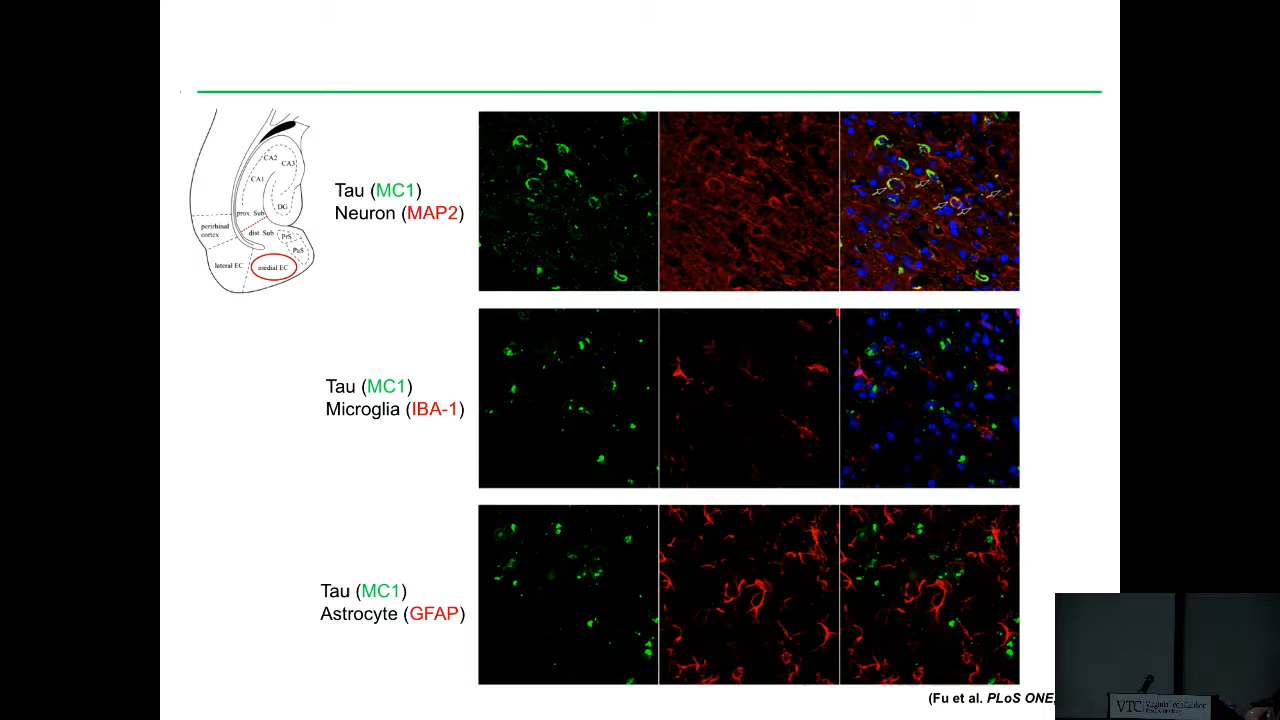 CA2
CA3
CA1
DG
prox. Sub
perirhinal
cortex
dist. Sub
PrS
PaS
lateral EC
medial EC
Tau (MC1)
Neuron (MAP2)
Tau (MC1)
Microglia (IBA-1)
Tau (MC1)
Astrocyte (GFAP)
(Fu et al. PLoS ONE,
VTC